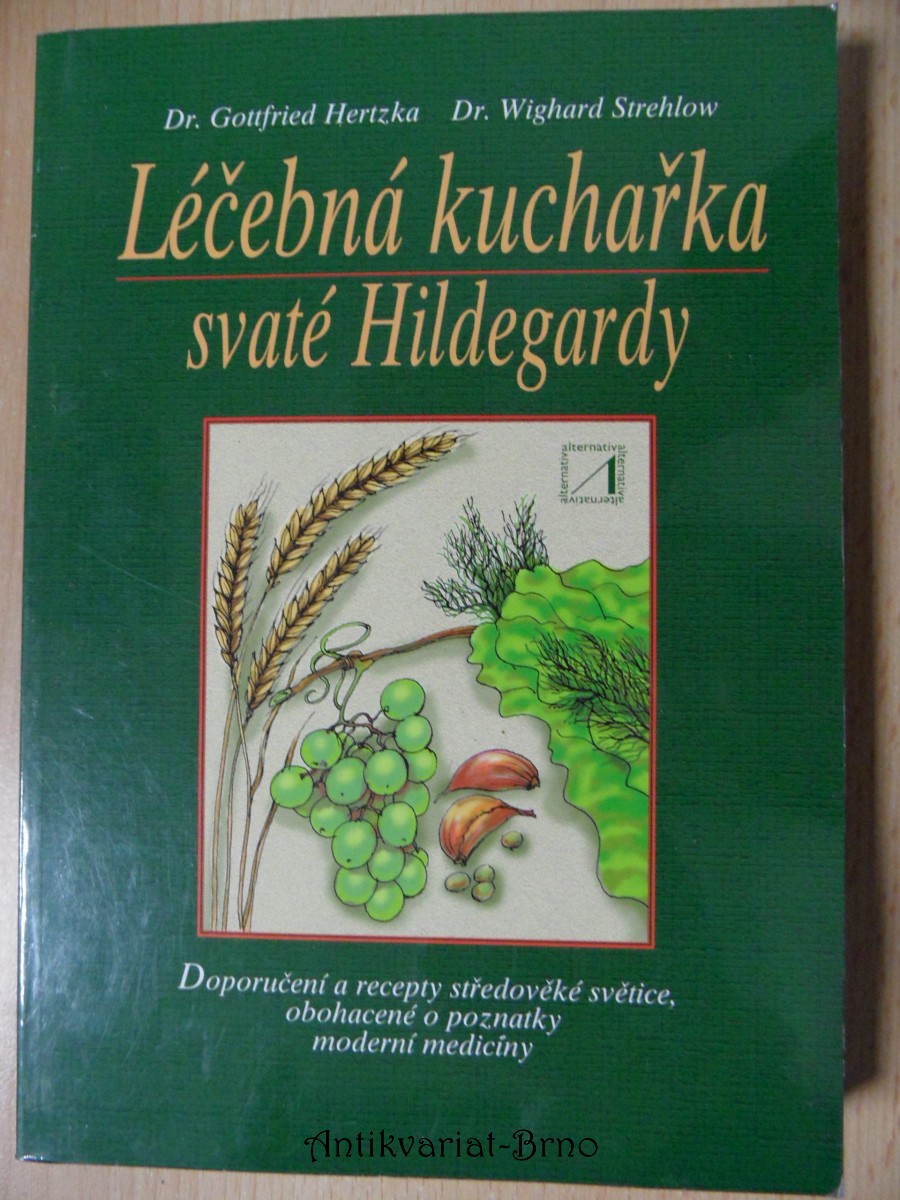 Dr. Gottfried Hertzka Dr. Wighard Strehlow
Léčebná kuchařka
svaté Hildegardy
alternativ
alternativ
alternativ
alternativ
Doporučení a recepty středověké světice,
obohacené o poznatky
moderní medicíny
Antikvariat-Brno